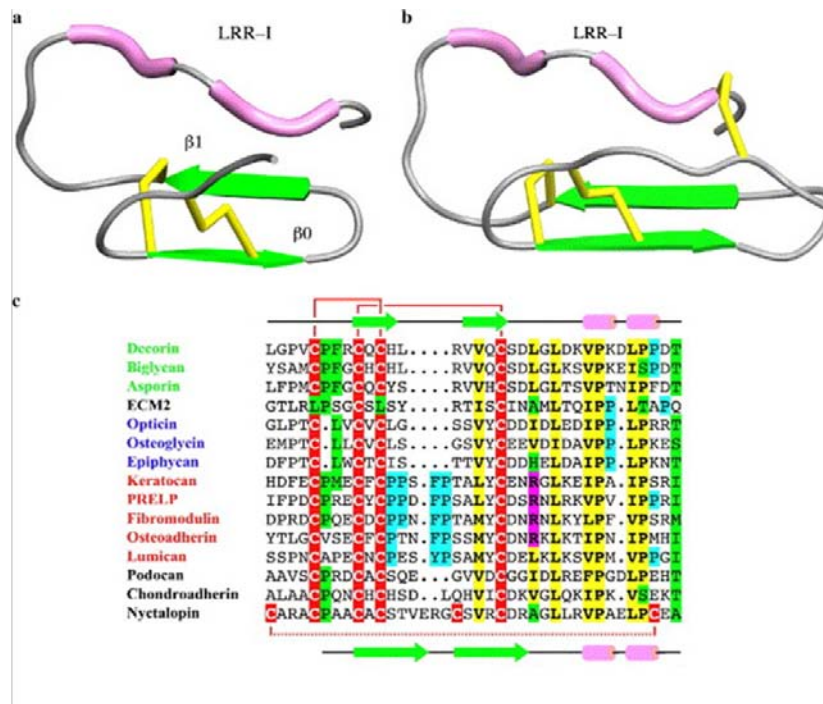 a
b
LRR–I
LRR–I
β1
β0
c
Decorin LGPVCPFRCQCHL....RVVQCSDLGLDKVPKDLPPDT
Biglycan YSAMCPFGCHCHL....RVVQCSDLGLKSVPKEISPDT
Asporin LFPMCPFGCQCYS....RVVHCSDLGLTSVPTNIPFDT
ECM2 GTLRLPSGCSLSY....RTISCINAMLTQIPP.LTAPQ
Opticin GLPTC.LVCVCLG....SSVYCDDIDLEDIPP.LPRRT
Osteoglycin EMPTC.LLCVCLS....GSVYCEEVDIDAVPP.LPKES
Epiphycan DFPTC.LWCTCIS....TTVYCDDHELDAIPP.LPKNT
Keratocan HDFECPMECFCPPS.FPTALYCENRGLKEIPA.IPSRI
PRELP IFPDCPRECYCPPD.FPSALYCDSRNLRKVPV.IPPRI
Fibromodulin DPRDCPQECDCPPN.FPTAMYCDNRNLKYLPF.VPSRM
Osteoadherin YTLGCVSECFCPTN.FPSSMYCDNRKLKTIPN.IPMHI
Lumican SSPNCAPECNCPES.YPSAMYCDELKLKSVPM.VPPGI
Podocan AAVSCPRDCACSQE...GVVDCGGIDLREFPGDLPEHT
Chondroadherin ALAACPQNCHCHSD..LQHVICDKVGLQKIPK.VSEKT
Nyctalopin CARACPAACACSTVERGCSVRCDRAGLLRVPAELPCEA